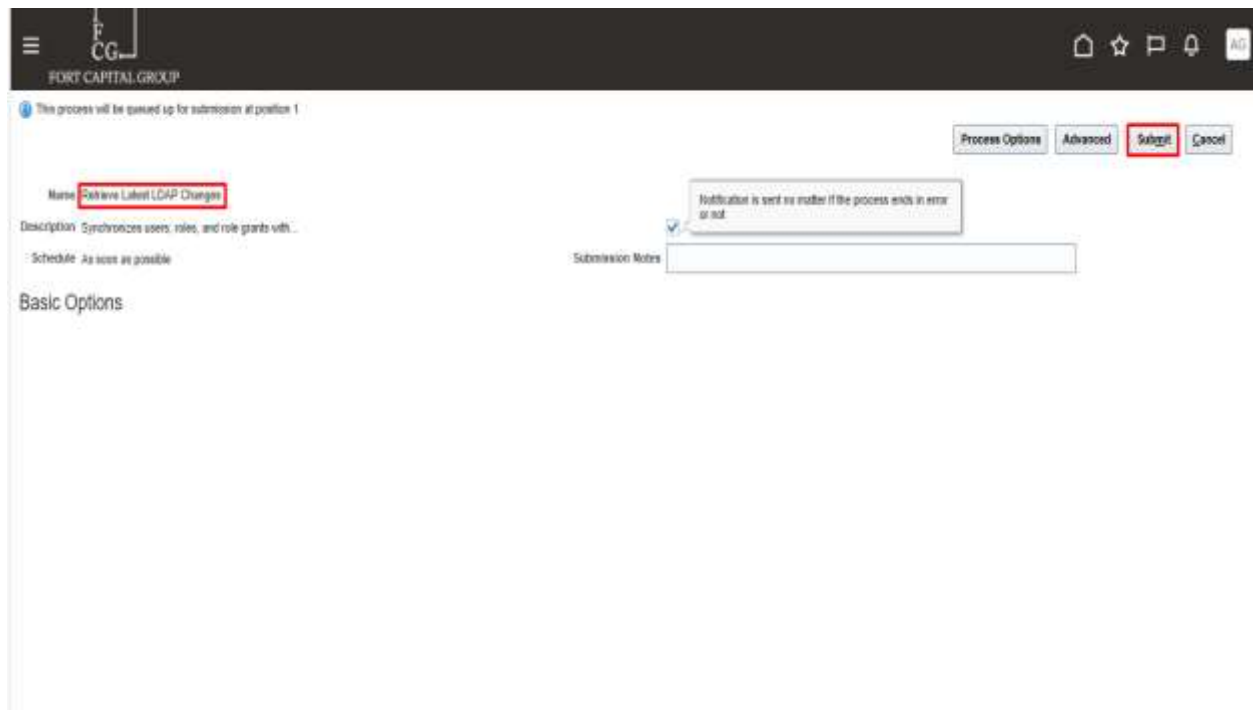 F
CG
FORT CAPITAL GROUP
AG
This process will be queued up for submission at position 1
Process Options Advanced Submit Cancel
Name Retrieve Latest LDAP Changes
Notification is sent no matter if the process ends in error
or not
Description Synchronizes users, roles, and role grants with...
Schedule As soon as possible
Submission Notes
Basic Options